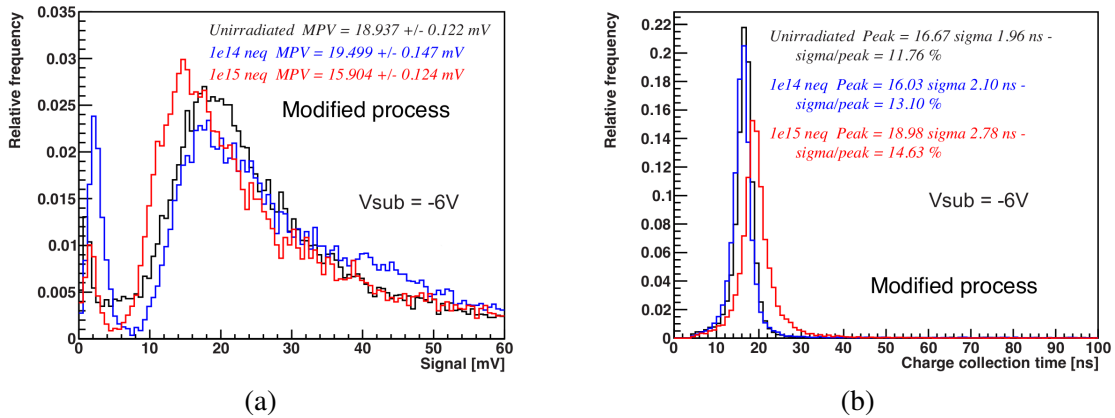 Relative frequency
0.035
0.03
0.025
0.02
0.015
0.01
0.005
0
Unirradiated MPV = 18.937 +/- 0.122 mV
1e14 neq MPV = 19.499 +/- 0.147 mV
1e15 neq MPV = 15.904 +/- 0.124 mV
Modified process
Vsub = -6V
0 10 20 30 40 50 60
Signal [mV]
(a)
Relative frequency
0.22
0.2
0.18
0.16
0.14
0.12
0.1
0.08
0.06
0.04
0.02
0
Unirradiated Peak = 16.67 sigma 1.96 ns -
sigma/peak = 11.76 %
1e14 neq Peak = 16.03 sigma 2.10 ns -
sigma/peak = 13.10 %
1e15 neq Peak = 18.98 sigma 2.78 ns -
sigma/peak = 14.63 %
Vsub = -6V
Modified process
0 10 20 30 40 50 60 70 80 90 100
Charge collection time [ns]
(b)